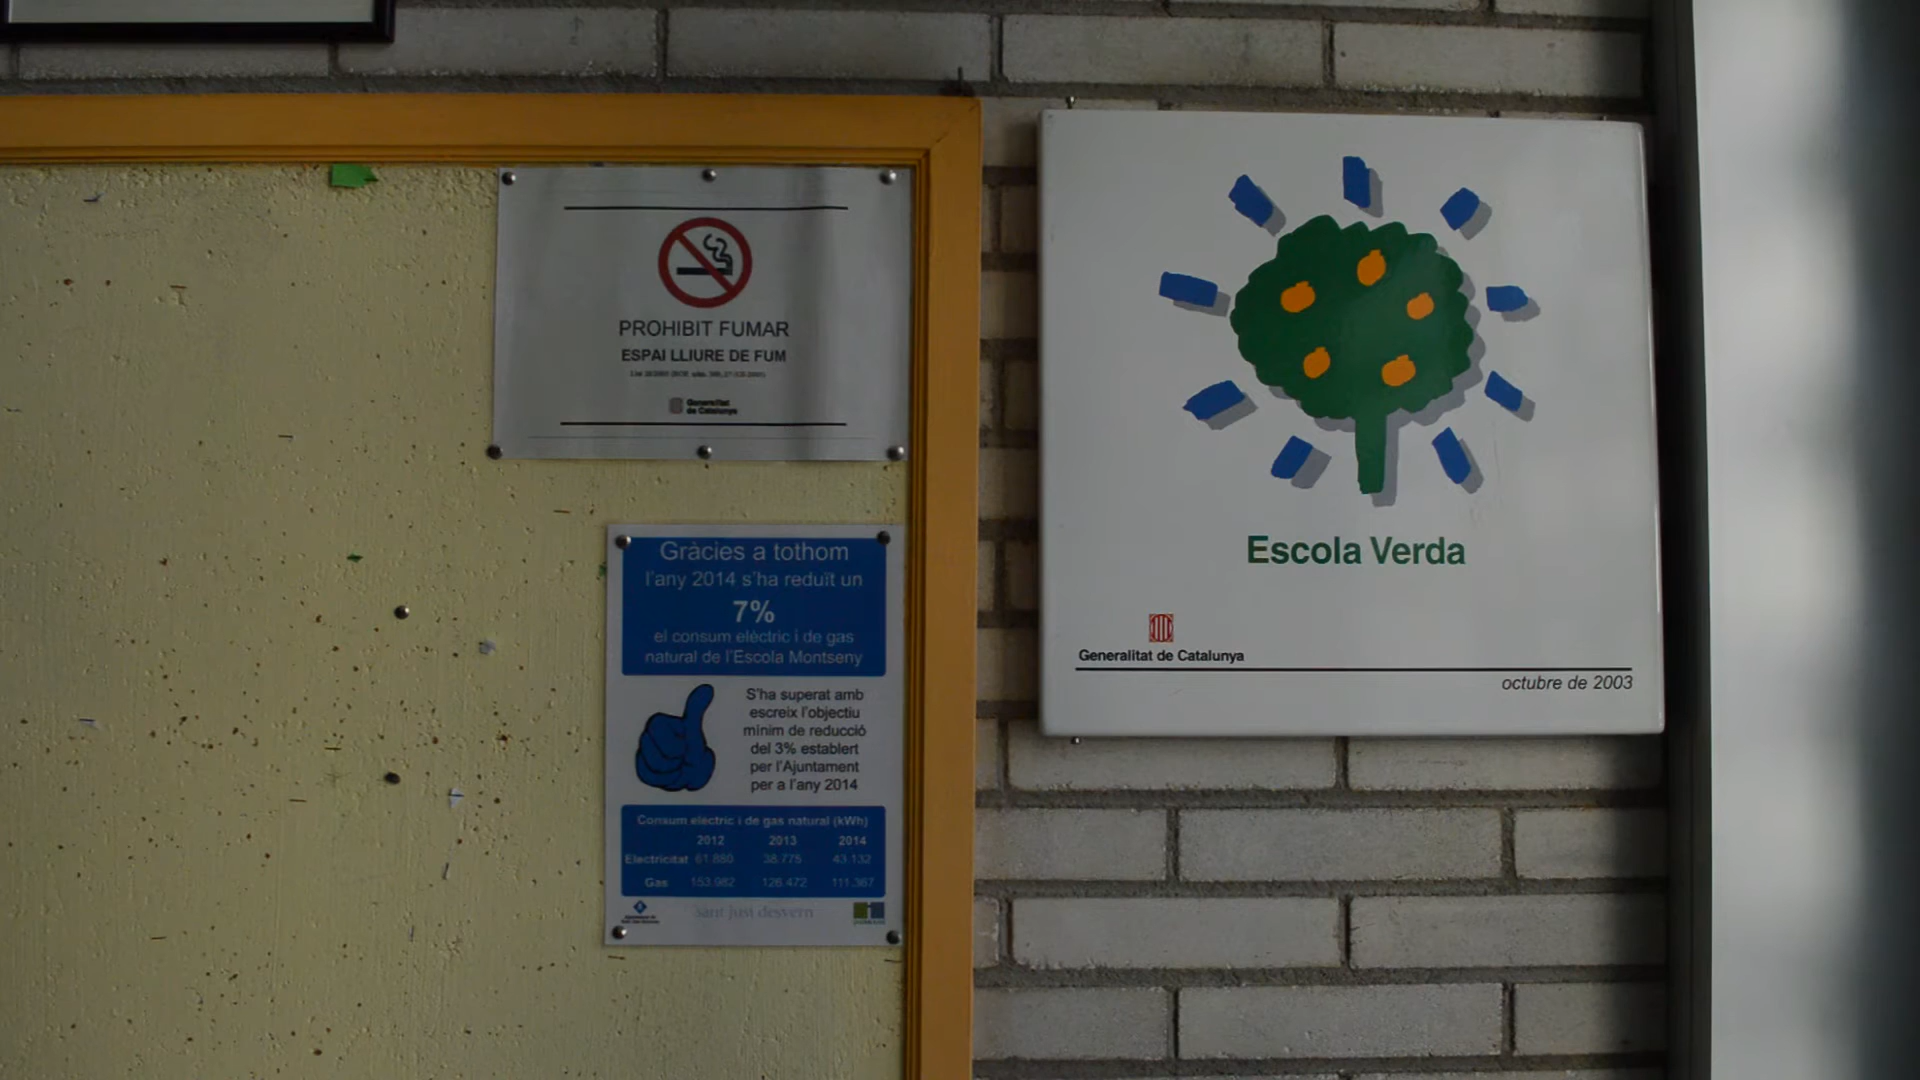 PROHIBIT FUMAR
ESPAI LLIURE DE FUM
Generalitat
de Catalunya
Gràcies a tothom
l'any 2014 s'ha reduït un
7%
el consum elèctric i de gas
natural de l'Escola Montseny
S'ha superat amb
escreix l'objectiu
mínim de reducció
del 3% establert
per l'Ajuntament
per a l'any 2014
Consum elèctric i de gas natural (kWh)
2012 2013 2014
Electricitat 61.880 38.775 43.132
Gas 153.982 126.472 111.367
sant just desvern
Escola Verda
Generalitat de Catalunya
octubre de 2003